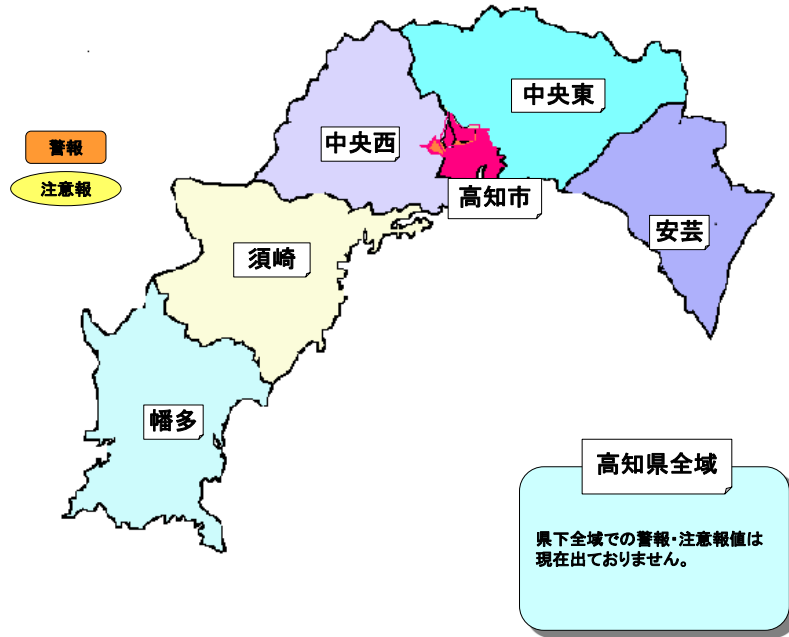 中央東
中央西
警報
注意報
高知市
安芸
須崎
幡多
高知県全域
県下全域での警報・注意報値は
現在出ておりません。